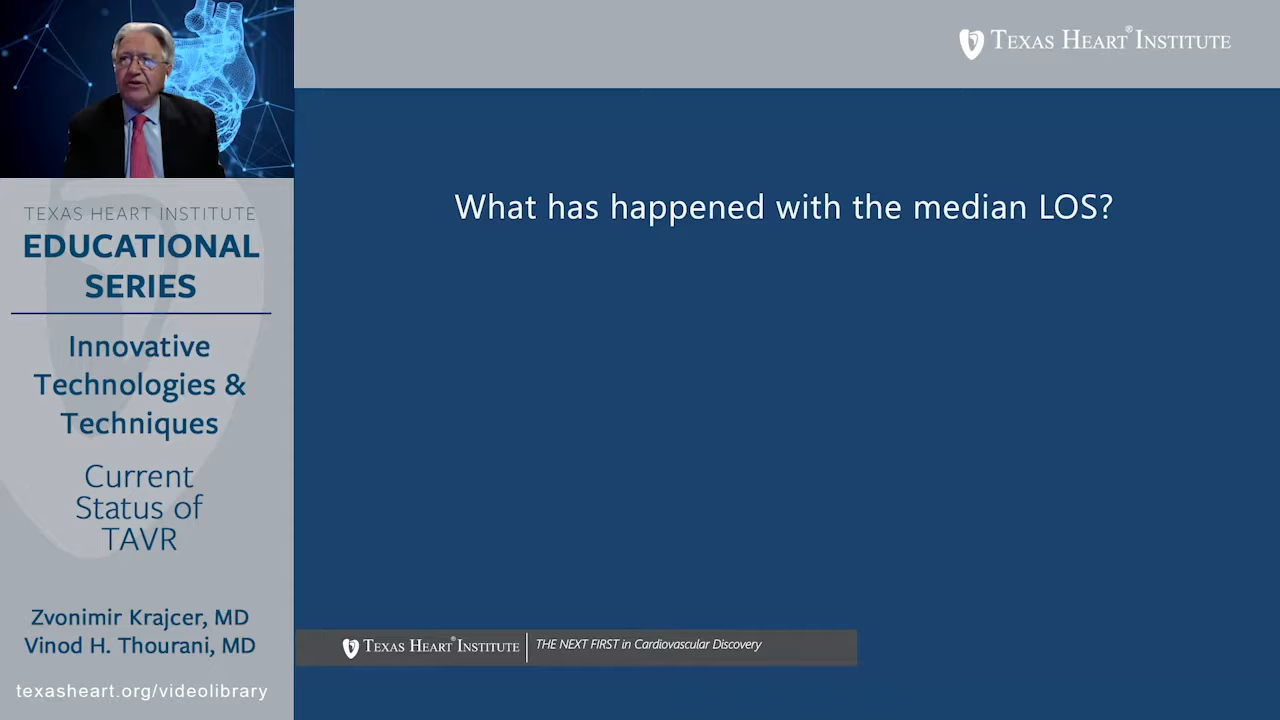 TEXAS HEART® INSTITUTE
What has happened with the median LOS?
TEXAS HEART INSTITUTE
EDUCATIONAL
SERIES
Innovative
Technologies &
Techniques
Current
Status of
TAVR
Zvonimir Krajcer, MD
Vinod H. Thourani, MD
texasheart.org/videolibrary
TEXAS HEART® INSTITUTE
THE NEXT FIRST in Cardiovascular Discovery